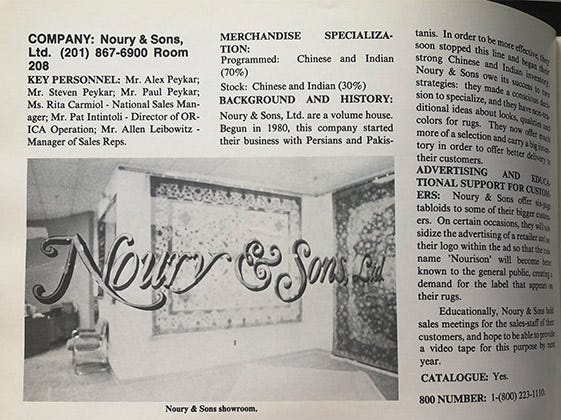 COMPANY: Noury & Sons,
Ltd. (201) 867-6900 Room
208
KEY PERSONNEL: Mr. Alex Peykar;
Mr. Steven Peykar; Mr. Paul Peykar;
Ms. Rita Carmiol - National Sales Man-
ager; Mr. Pat Intintoli - Director of OR-
ICA Operation; Mr. Allen Leibowitz -
Manager of Sales Reps.
MERCHANDISE SPECIALIZA-
TION:
Programmed: Chinese and Indian
(70%)
Stock: Chinese and Indian (30%)
BACKGROUND AND HISTORY:
Noury & Sons, Ltd. are a volume house.
Begun in 1980, this company started
their business with Persians and Pakis-
Noury & Sons, Ltd
Noury & Sons showroom.
tanis. In order to be more effective, they
soon stopped this line and began their
strong Chinese and Indian inventory.
Noury & Sons owe its success to two
strategies: they made a conscious deci-
sion to specialize, and they have
ditional ideas about looks, qualities and
colors for rugs. They now offer much
more of a selection and carry a big inven-
tory in order to offer better delivery to
their customers.
ADVERTISING AND EDUCA-
TIONAL SUPPORT FOR CUSTOM-
ERS: Noury & Sons offer six-page
tabloids to some of their bigger custom-
ers. On certain occasions, they will sub-
sidize the advertising of a retailer and set
their logo within the ad so that the
name 'Nourison' will become better
known to the general public, creating a
demand for the label that appears on
their rugs.
Educationally, Noury & Sons hold
sales meetings for the sales-staff of their
customers, and hope to be able to provide
a video tape for this purpose by next
year.
CATALOGUE: Yes.
800 NUMBER: 1-(800) 223-1110.